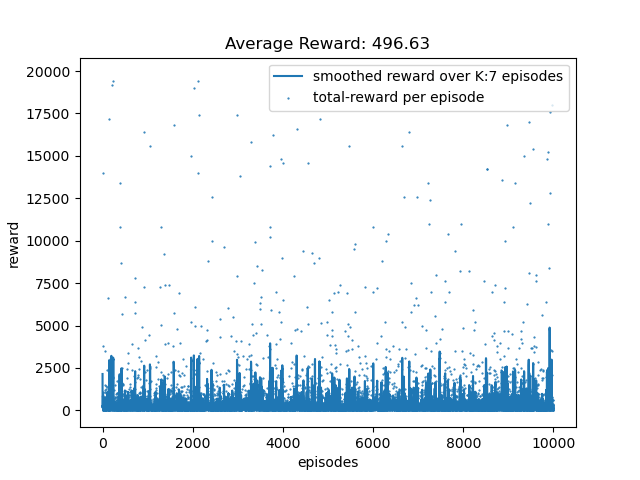 Average Reward: 496.63
smoothed reward over K:7 episodes
total-reward per episode
20000
17500
15000
12500
10000
7500
5000
2500
0
reward
0 2000 4000 6000 8000 10000
episodes